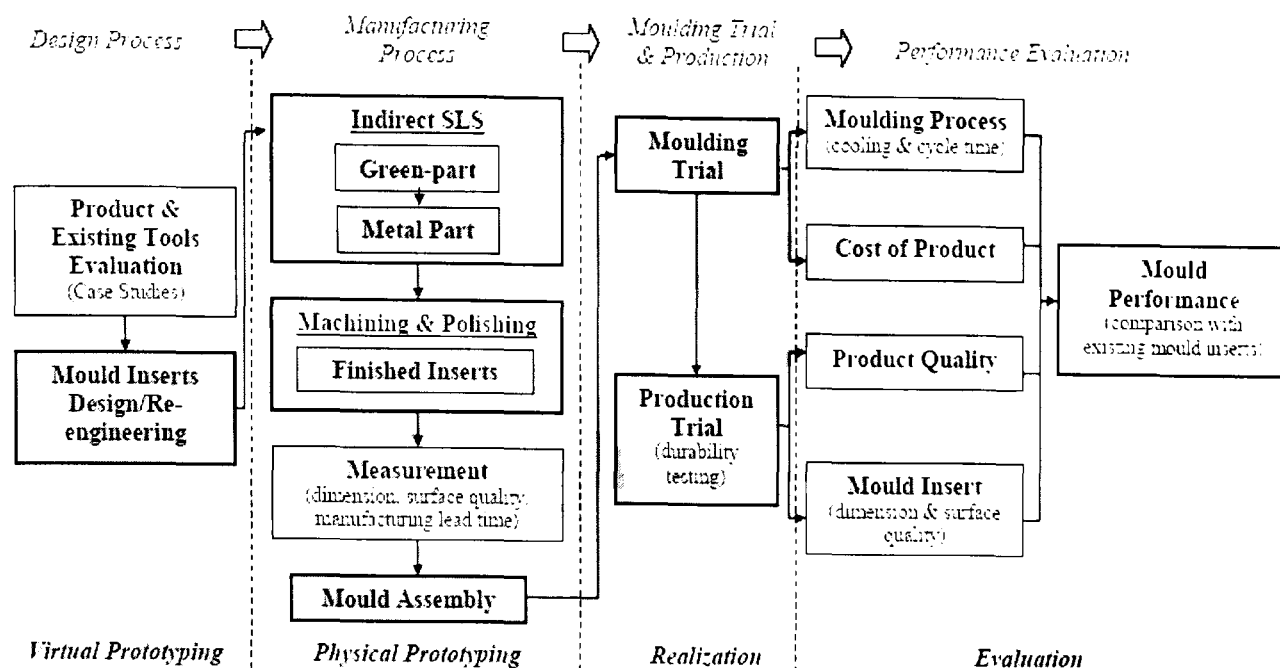 Design Process
Manufacturing
Process
Moulding Trial
& Production
Performance Evaluation
Product &
Existing Tools
Evaluation
(Case Studies)
Mould Inserts
Design/Re-
engineering
Indirect SLS
Green-part
Metal Part
Machining & Polishing
Finished Inserts
Measurement
(dimension, surface quality,
manufacturing lead time)
Mould Assembly
Moulding
Trial
Production
Trial
(durability
testing)
Moulding Process
(cooling & cycle time)
Cost of Product
Product Quality
Mould Insert
(dimension & surface
quality)
Mould
Performance
(comparison with
existing mould inserts)
Virtual Prototyping
Physical Prototyping
Realization
Evaluation